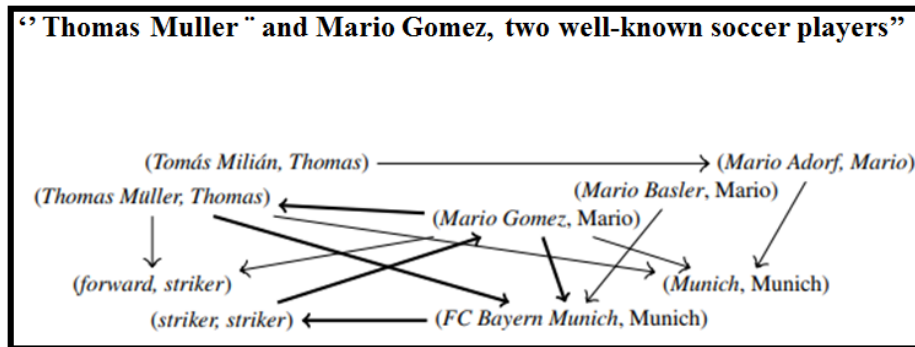 ‘’ Thomas Muller ¨ and Mario Gomez, two well-known soccer players”
(Tomás Milián, Thomas) (Mario Adorf, Mario)
(Thomas Müller, Thomas) (Mario Basler, Mario)
(Mario Gomez, Mario)
(forward, striker) (Munich, Munich)
(striker, striker) (FC Bayern Munich, Munich)